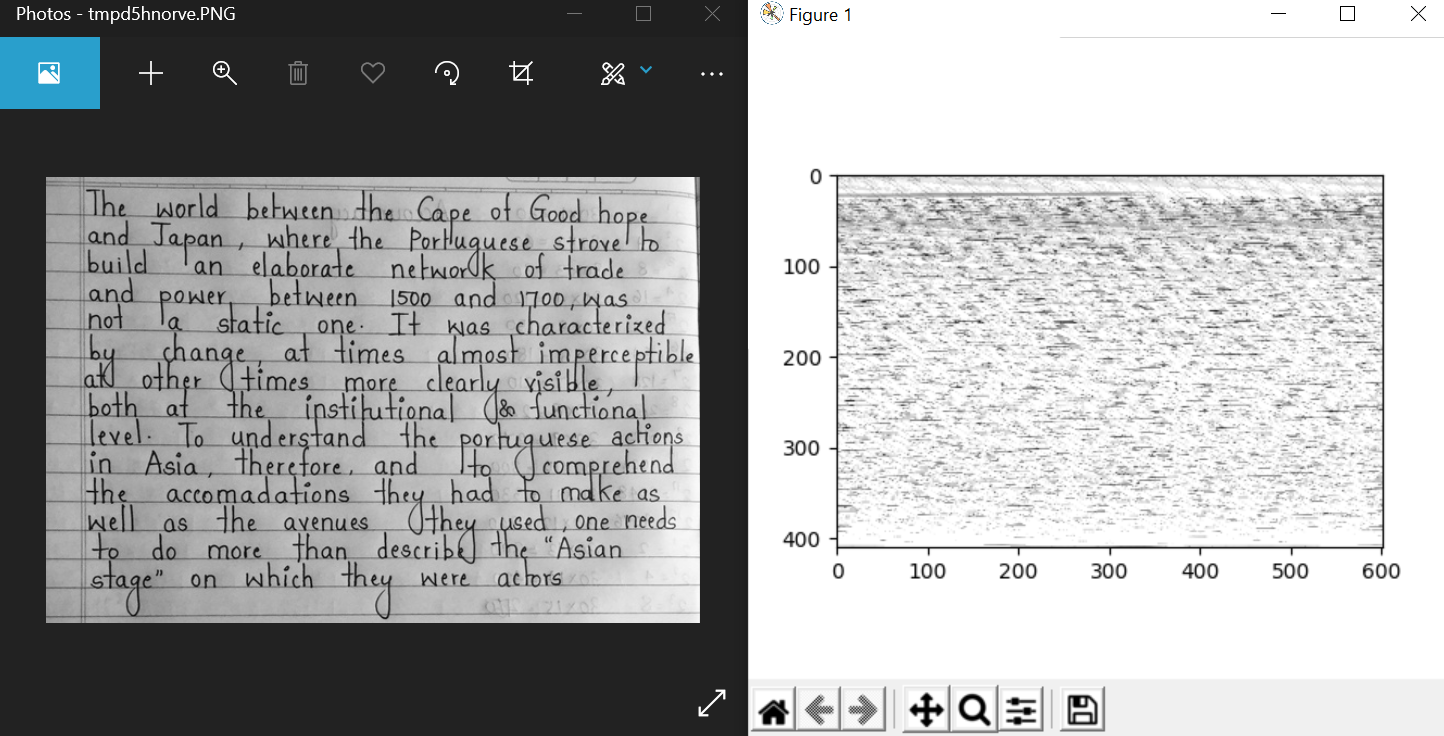 Photos - tmpd5hnorve.PNG
The world between the Cape of Good hope
and Japan, where the Portuguese strove to
build an elaborate network of trade
and power, between 1500 and 1700, was
not a static one. It was characterized
by change, at times almost imperceptible
at other times more clearly visible,
both at the institutional & functional
level. To understand the portuguese actions
in Asia, therefore, and to comprehend
the accomadations they had to make as
well as the avenues they used, one needs
to do more than describe the "Asian
stage" on which they were actors
Figure 1
0
100
200
300
400
0 100 200 300 400 500 600